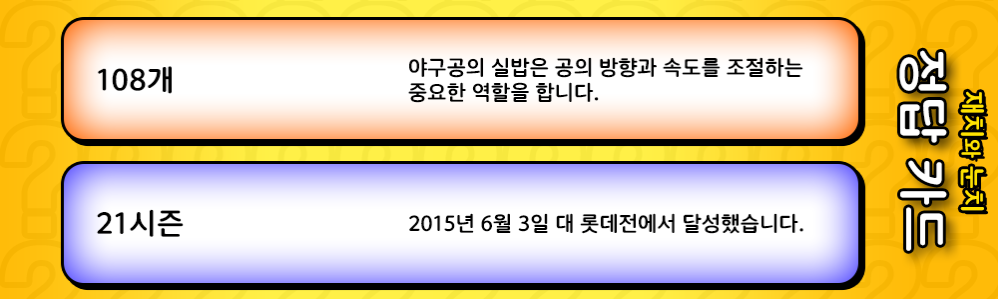 108개
야구공의 실밥은 공의 방향과 속도를 조절하는
중요한 역할을 합니다.
21시즌
2015년 6월 3일 대 롯데전에서 달성했습니다.
재치와 눈치
정답 카드